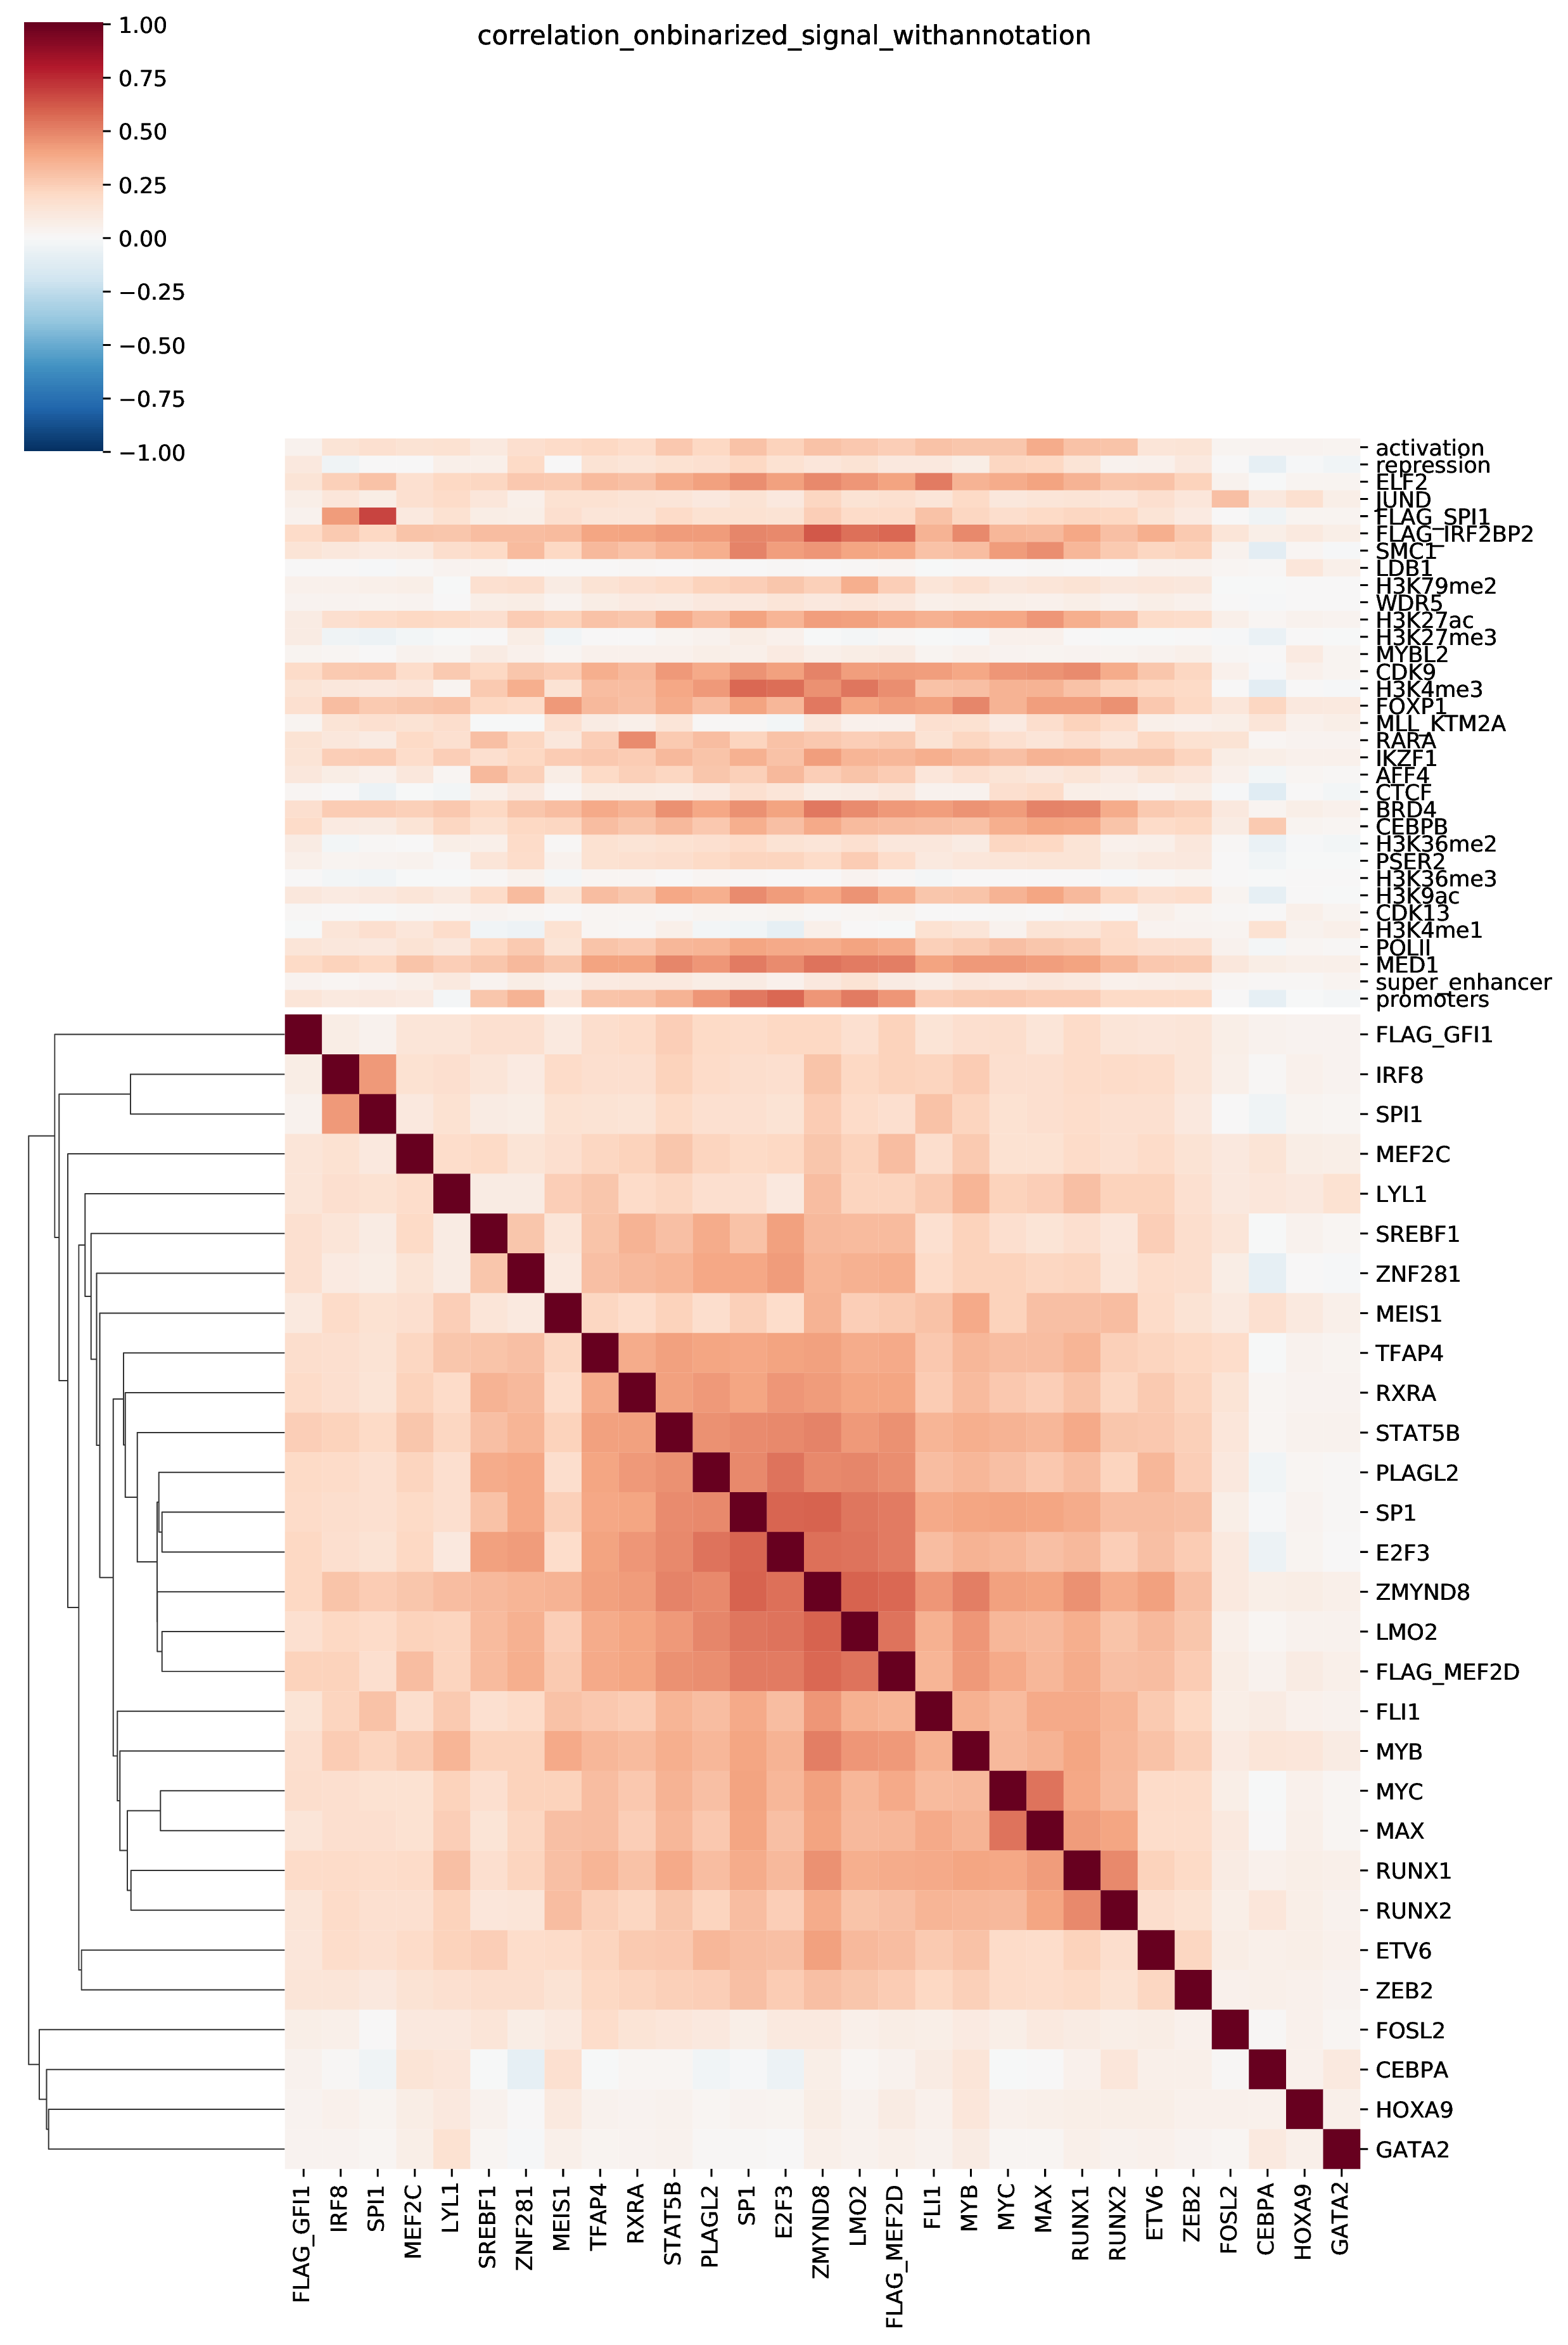 correlation_onbinarized_signal_withannotation
1.00
0.75
0.50
0.25
0.00
−0.25
−0.50
−0.75
−1.00
activation
repression
ELF2
JUND
FLAG_SPI1
FLAG_IRF2BP2
SMC1
LDB1
H3K79me2
WDR5
H3K27ac
H3K27me3
MYBL2
CDK9
H3K4me3
FOXP1
MLL_KTM2A
RARA
IKZF1
AFF4
CTCF
BRD4
CEBPB
H3K36me2
PSER2
H3K36me3
H3K9ac
CDK13
H3K4me1
POLII
MED1
super_enhancer
promoters
FLAG_GFI1
IRF8
SPI1
MEF2C
LYL1
SREBF1
ZNF281
MEIS1
TFAP4
RXRA
STAT5B
PLAGL2
SP1
E2F3
ZMYND8
LMO2
FLAG_MEF2D
FLI1
MYB
MYC
MAX
RUNX1
RUNX2
ETV6
ZEB2
FOSL2
CEBPA
HOXA9
GATA2
FLAG_GFI1
IRF8
SPI1
MEF2C
LYL1
SREBF1
ZNF281
MEIS1
TFAP4
RXRA
STAT5B
PLAGL2
SP1
E2F3
ZMYND8
LMO2
FLAG_MEF2D
FLI1
MYB
MYC
MAX
RUNX1
RUNX2
ETV6
ZEB2
FOSL2
CEBPA
HOXA9
GATA2